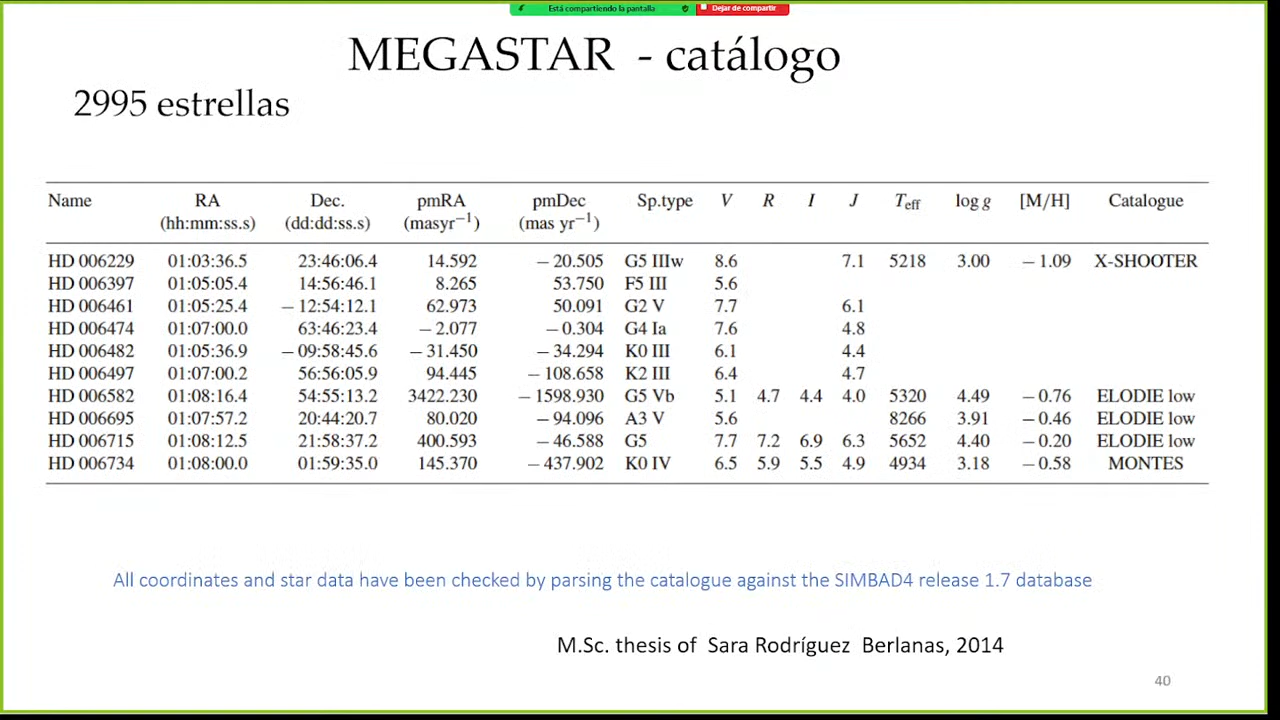 Está compartiendo la pantalla Dejar de compartir
MEGASTAR - catálogo
2995 estrellas
Name RA Dec. pmRA pmDec Sp.type V R I J Teff log g [M/H] Catalogue
(hh:mm:ss.s) (dd:dd:ss.s) (masyr−1) (mas yr−1)
HD 006229 01:03:36.5 23:46:06.4 14.592 −20.505 G5 IIIw 8.6 7.1 5218 3.00 −1.09 X-SHOOTER
HD 006397 01:05:05.4 14:56:46.1 8.265 53.750 F5 III 5.6
HD 006461 01:05:25.4 −12:54:12.1 62.973 50.091 G2 V 7.7 6.1
HD 006474 01:07:00.0 63:46:23.4 −2.077 −0.304 G4 Ia 7.6 4.8
HD 006482 01:05:36.9 −09:58:45.6 −31.450 −34.294 K0 III 6.1 4.4
HD 006497 01:07:00.2 56:56:05.9 94.445 −108.658 K2 III 6.4 4.7
HD 006582 01:08:16.4 54:55:13.2 3422.230 −1598.930 G5 Vb 5.1 4.7 4.4 4.0 5320 4.49 −0.76 ELODIE low
HD 006695 01:07:57.2 20:44:20.7 80.020 −94.096 A3 V 5.6 8266 3.91 −0.46 ELODIE low
HD 006715 01:08:12.5 21:58:37.2 400.593 −46.588 G5 7.7 7.2 6.9 6.3 5652 4.40 −0.20 ELODIE low
HD 006734 01:08:00.0 01:59:35.0 145.370 −437.902 K0 IV 6.5 5.9 5.5 4.9 4934 3.18 −0.58 MONTES
All coordinates and star data have been checked by parsing the catalogue against the SIMBAD4 release 1.7 database
M.Sc. thesis of Sara Rodríguez Berlanas, 2014
40